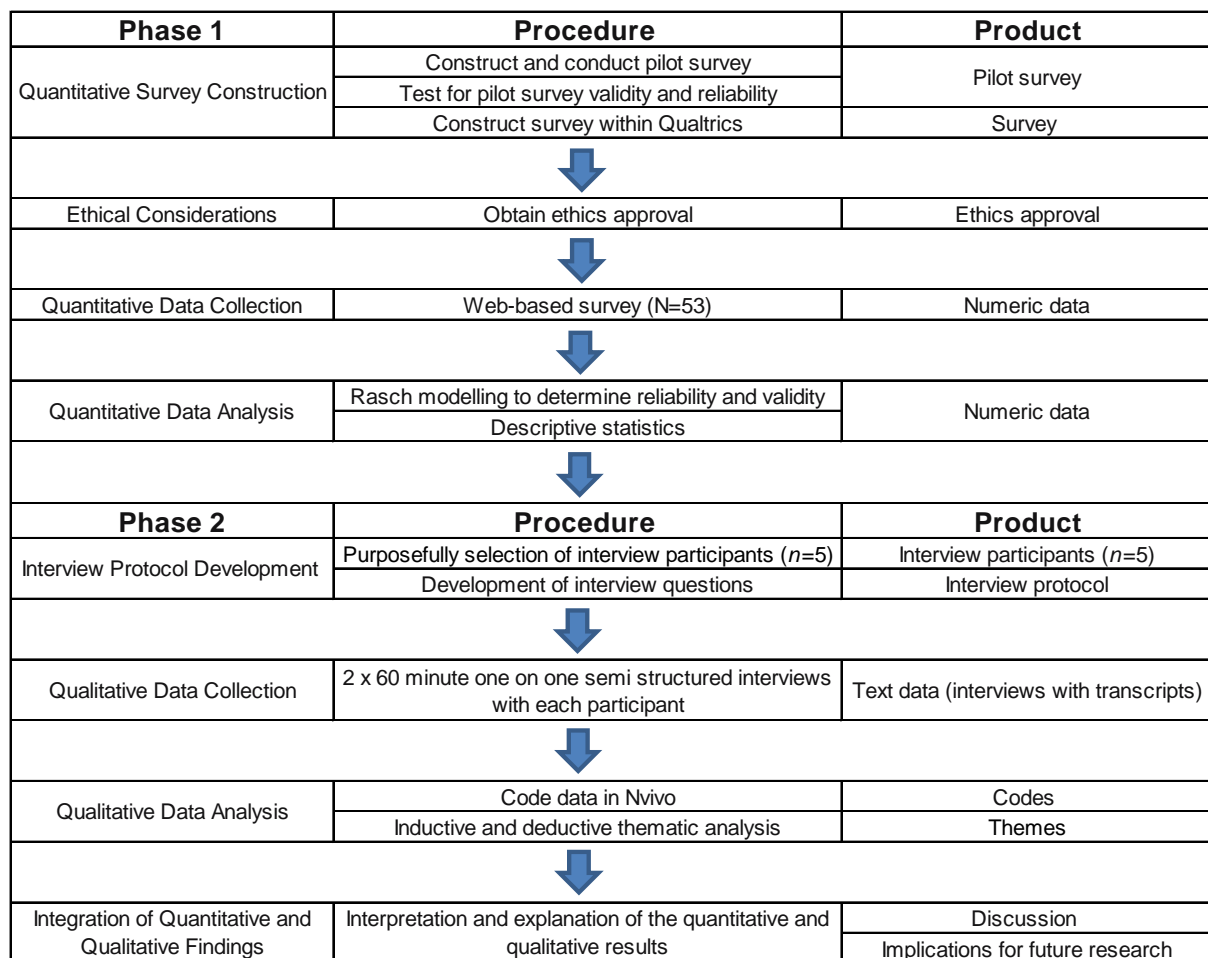 Phase 1 Procedure Product
Quantitative Survey Construction
Construct and conduct pilot survey
Test for pilot survey validity and reliability
Pilot survey
Construct survey within Qualtrics
Survey
Ethical Considerations Obtain ethics approval Ethics approval
Quantitative Data Collection Web-based survey (N=53) Numeric data
Quantitative Data Analysis
Rasch modelling to determine reliability and validity
Descriptive statistics
Numeric data
Phase 2 Procedure Product
Interview Protocol Development
Purposefully selection of interview participants (n=5)
Interview participants (n=5)
Development of interview questions
Interview protocol
Qualitative Data Collection
2 x 60 minute one on one semi structured interviews
with each participant
Text data (interviews with transcripts)
Qualitative Data Analysis
Code data in Nvivo
Codes
Inductive and deductive thematic analysis
Themes
Integration of Quantitative and
Qualitative Findings
Interpretation and explanation of the quantitative and
qualitative results
Discussion
Implications for future research